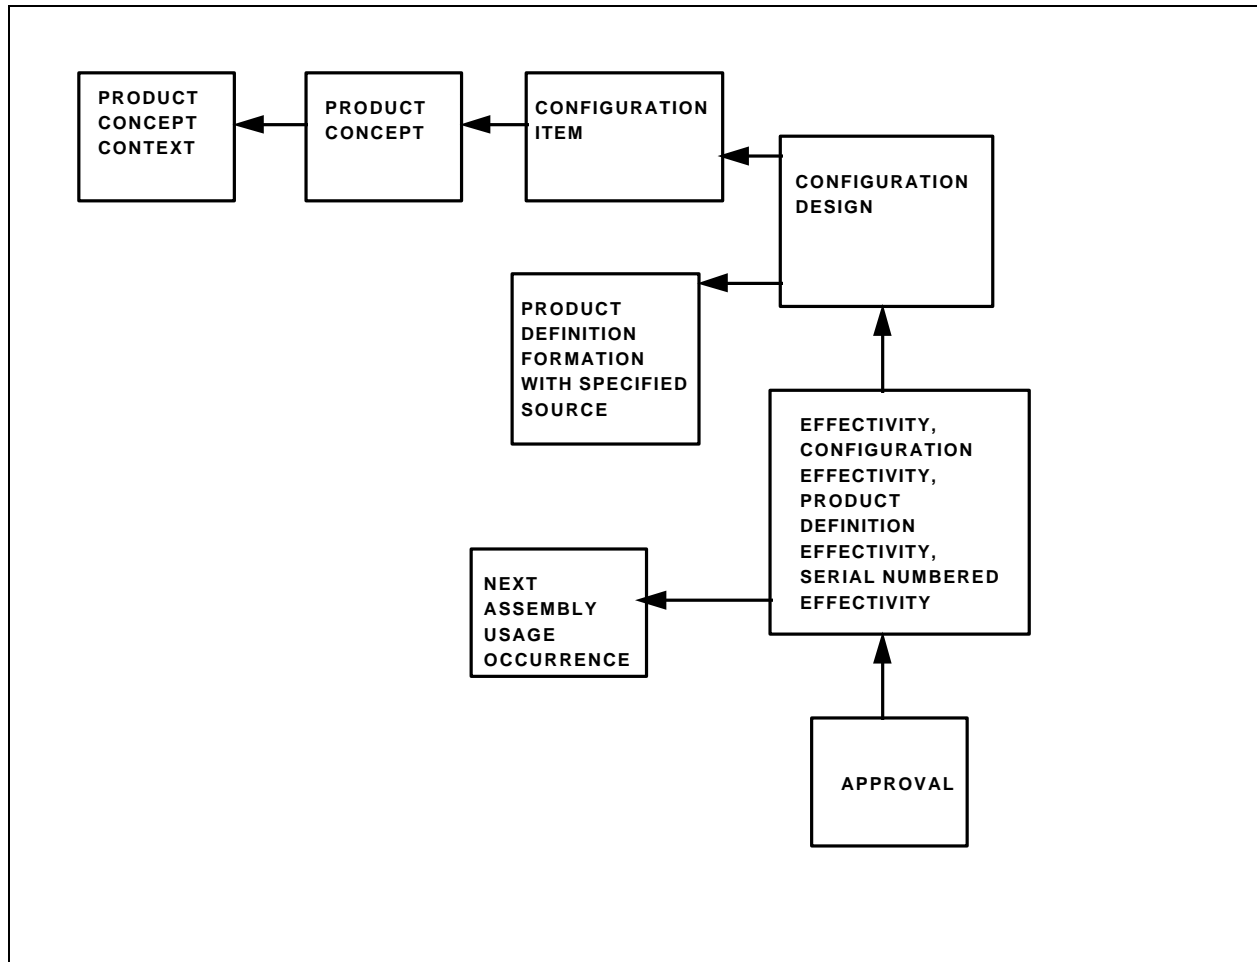 PRODUCT
CONCEPT
CONTEXT
PRODUCT
CONCEPT
CONFIGURATION
ITEM
CONFIGURATION
DESIGN
PRODUCT
DEFINITION
FORMATION
WITH SPECIFIED
SOURCE
EFFECTIVITY,
CONFIGURATION
EFFECTIVITY,
PRODUCT
DEFINITION
EFFECTIVITY,
SERIAL NUMBERED
EFFECTIVITY
NEXT
ASSEMBLY
USAGE
OCCURRENCE
APPROVAL